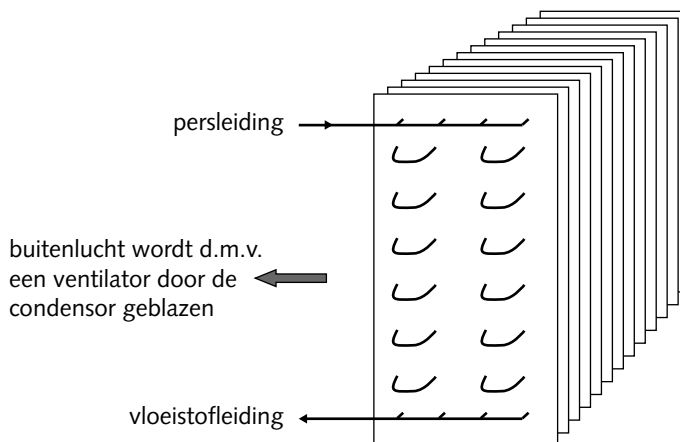 persleiding
buitenlucht wordt d.m.v.
een ventilator door de
condensor geblazen
vloeistofleiding